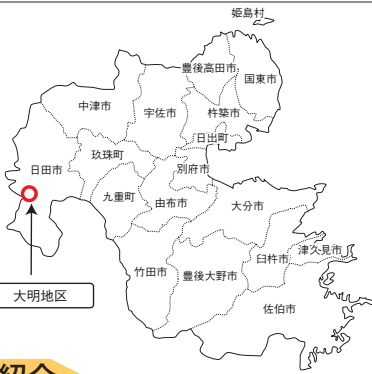 姫島村
豊後高田市
国東市
中津市
宇佐市
杵築市
日出町
玖珠町
日田市
別府市
九重町
由布市
大分市
津久見市
臼杵市
竹田市
豊後大野市
佐伯市
大明地区
紹介